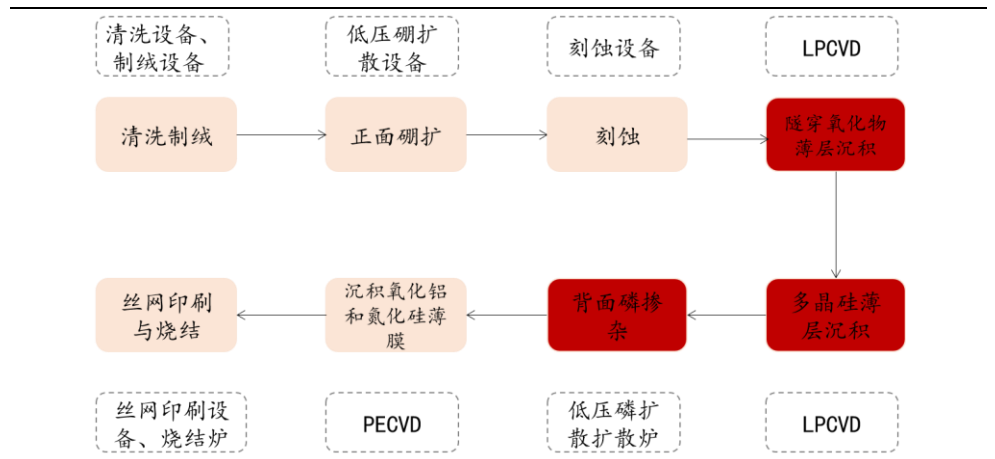 清洗设备、
制绒设备
低压硼扩
散设备
刻蚀设备
LPCVD
清洗制绒
正面硼扩
刻蚀
隧穿氧化物
薄层沉积
丝网印刷
与烧结
沉积氧化铝
和氮化硅薄
膜
背面磷掺
杂
多晶硅薄
层沉积
丝网印刷设
备、烧结炉
PECVD
低压磷扩
散扩散炉
LPCVD